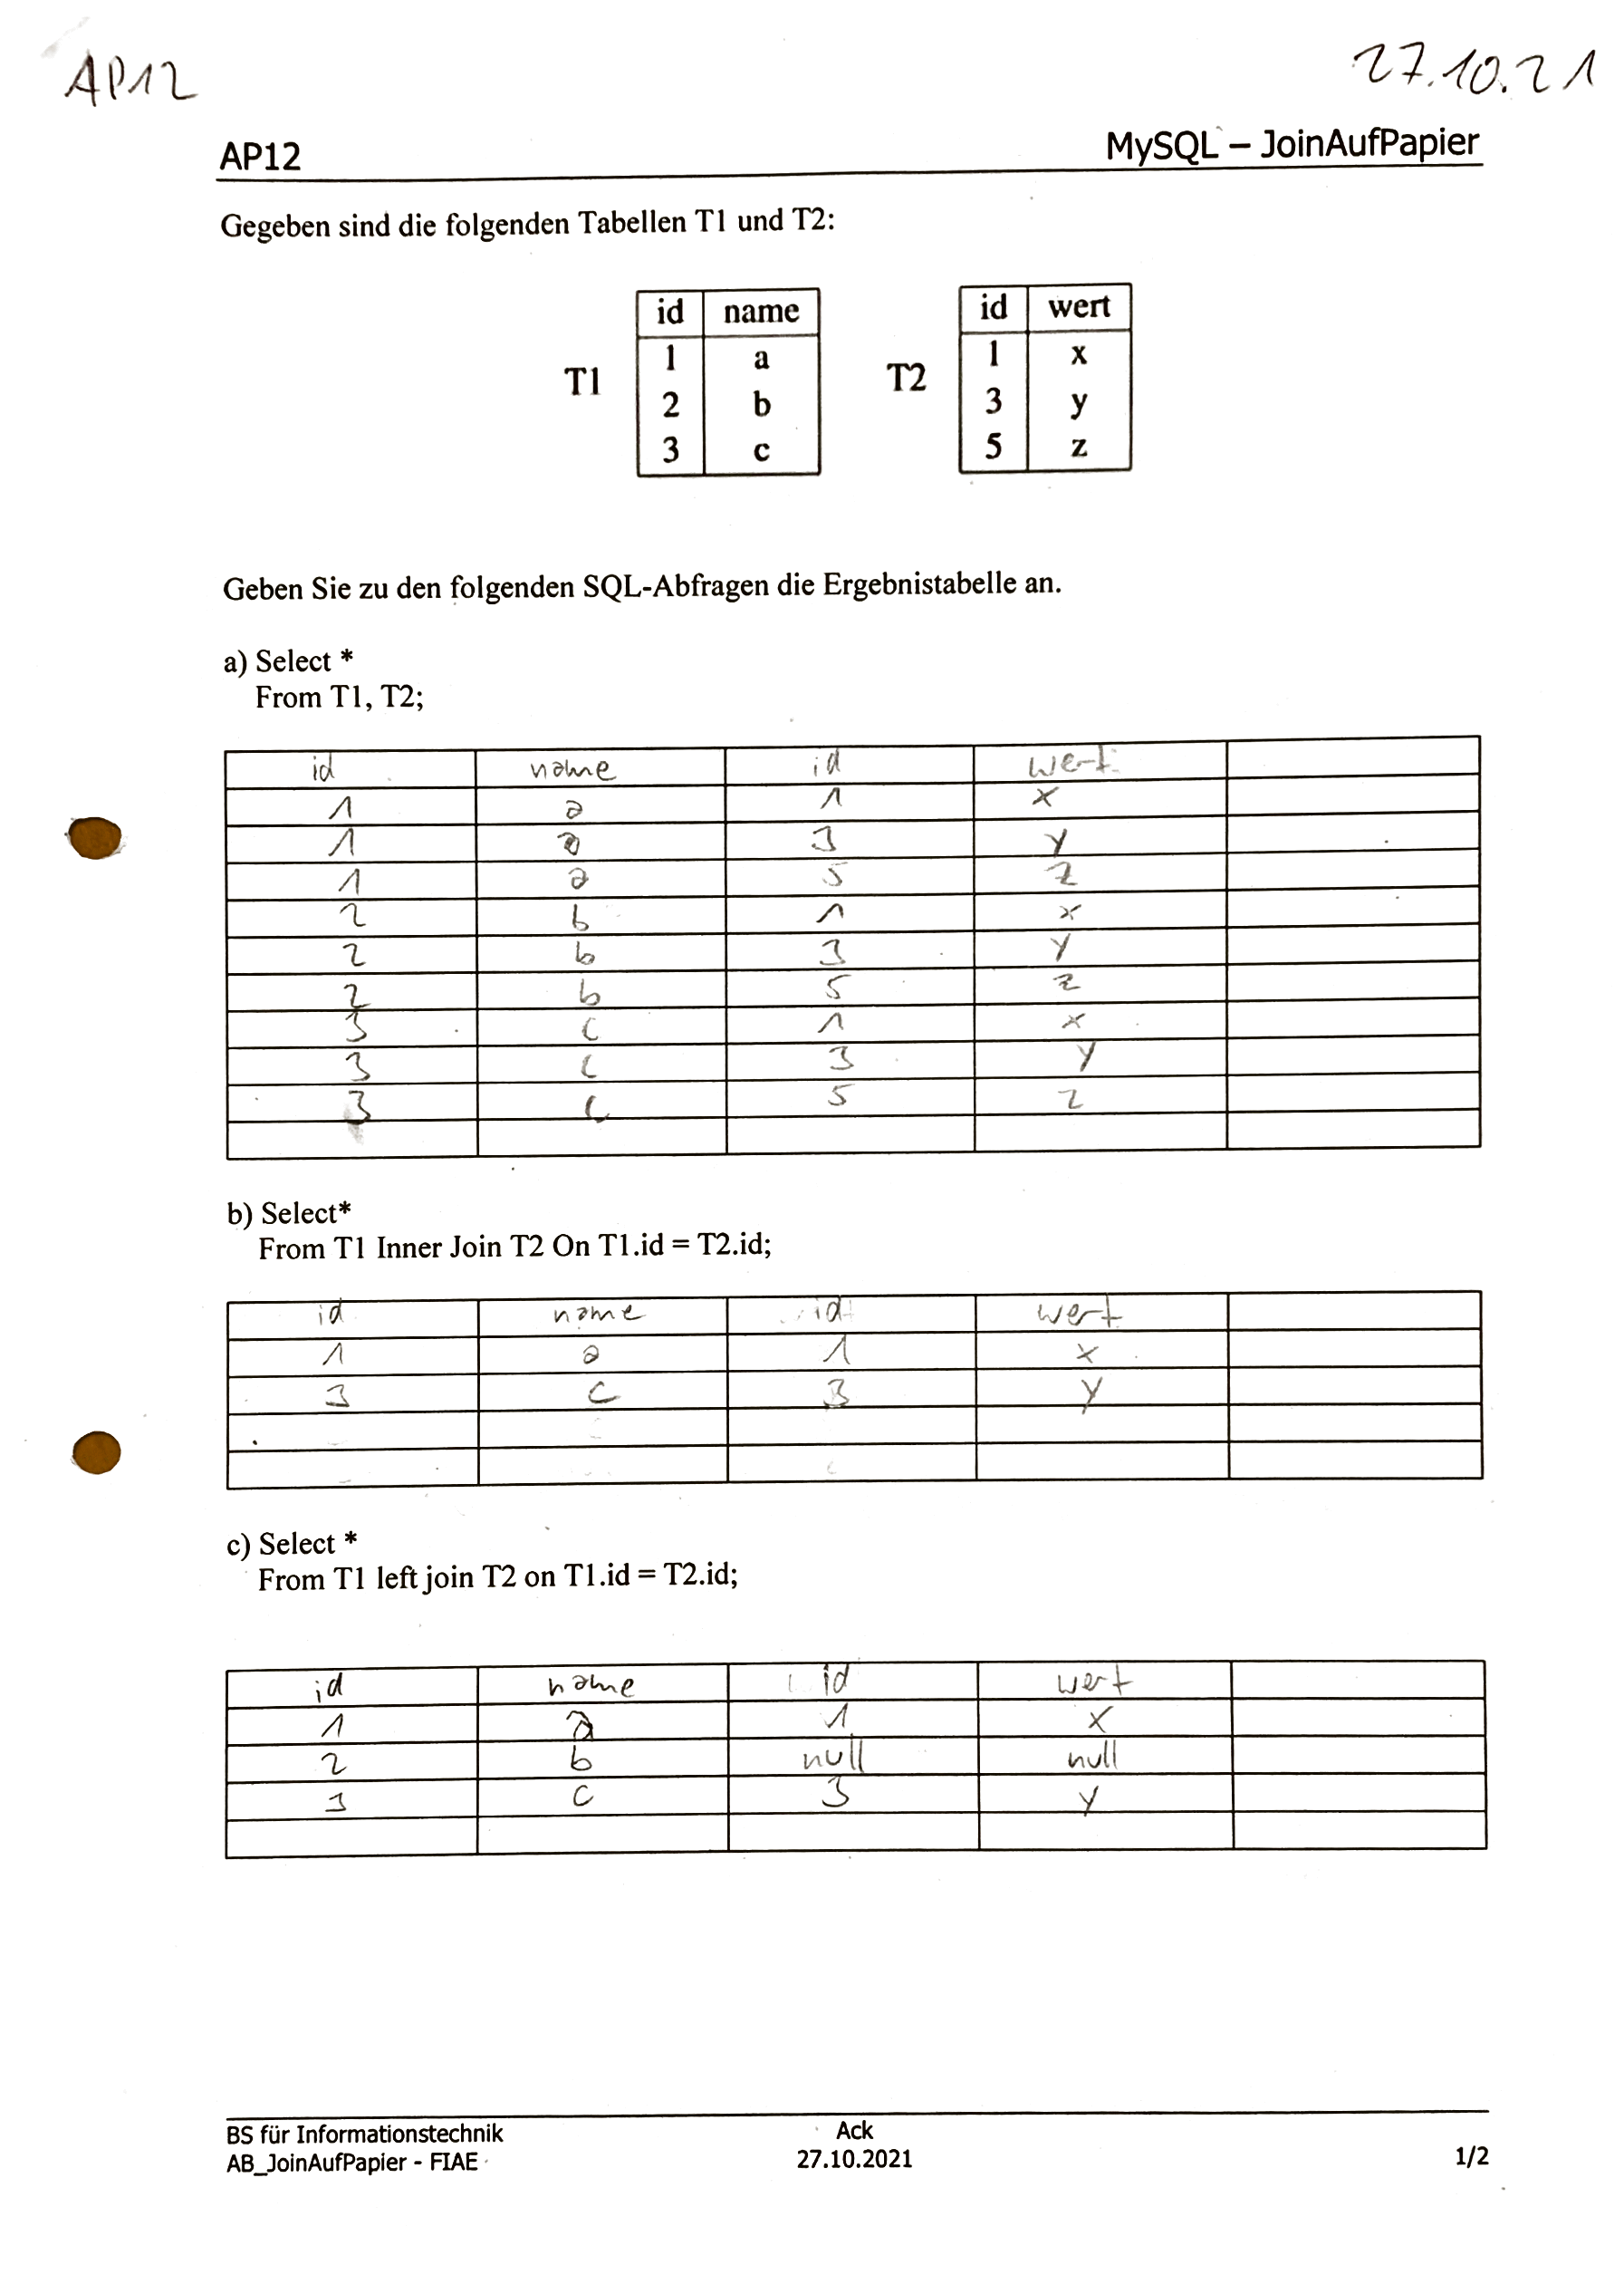 AP12 27.10.21
AP12 MySQL – JoinAufPapier
Gegeben sind die folgenden Tabellen T1 und T2:
T1
id name
1 a
2 b
3 c
T2
id wert
1 x
3 y
5 z
Geben Sie zu den folgenden SQL-Abfragen die Ergebnistabelle an.
a) Select *
From T1, T2;
id name id wert
1 a 1 x
1 a 3 y
1 a 5 z
2 b 1 x
2 b 3 y
2 b 5 z
3 c 1 x
3 c 3 y
3 c 5 z
b) Select*
From T1 Inner Join T2 On T1.id = T2.id;
id name id wert
1 a 1 x
3 c 3 y
c) Select *
From T1 left join T2 on T1.id = T2.id;
id name id wert
1 a 1 x
2 b null null
3 c 3 y
BS für Informationstechnik Ack
AB_JoinAufPapier - FIAE 27.10.2021 1/2